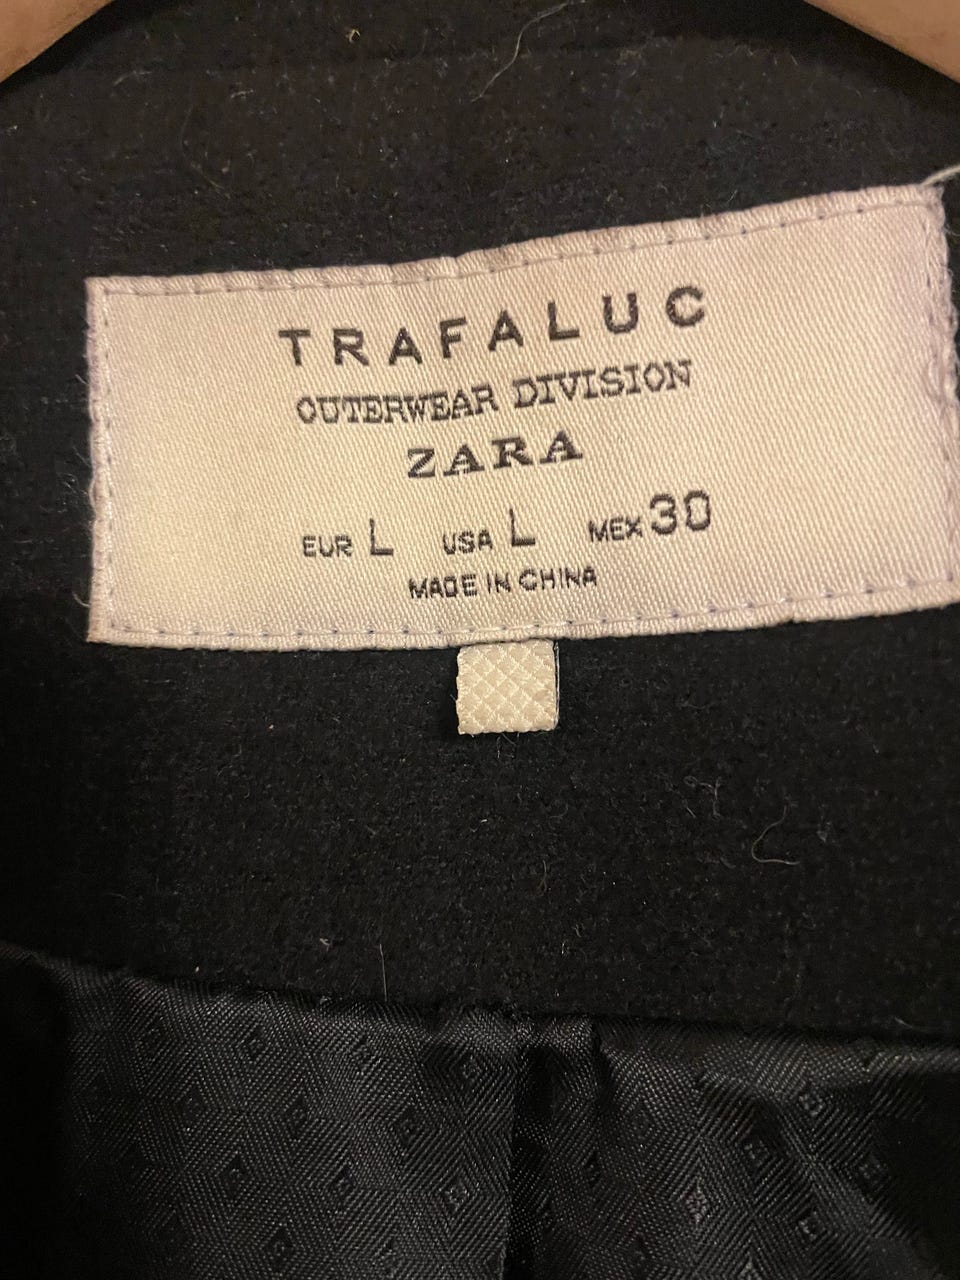 TRAFALUC
OUTERWEAR DIVISION
ZARA
EUR L USA L MEX 30
MADE IN CHINA